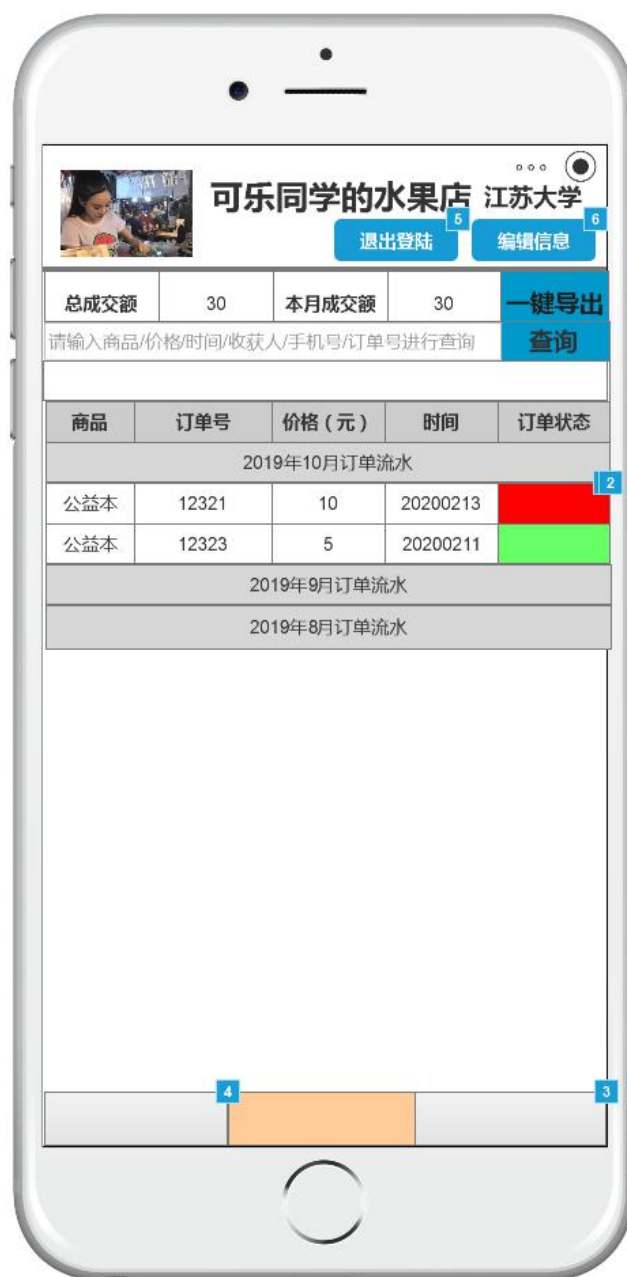 可乐同学的水果店 江苏大学
退出登陆 5 编辑信息 6
总成交额 30 本月成交额 30 一键导出
请输入商品/价格/时间/收获人/手机号/订单号进行查询 查询
商品 订单号 价格（元） 时间 订单状态
2019年10月订单流水
2
公益本 12321 10 20200213
公益本 12323 5 20200211
2019年9月订单流水
2019年8月订单流水
4 3